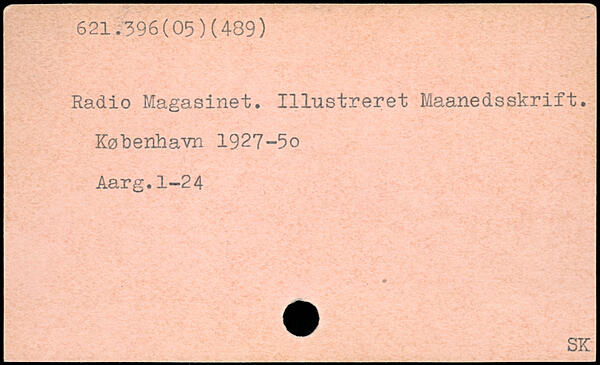 621.396(05)(489)
Radio Magasinet. Illustreret Maanedsskrift.
København 1927-5o
Aarg.1-24
SK